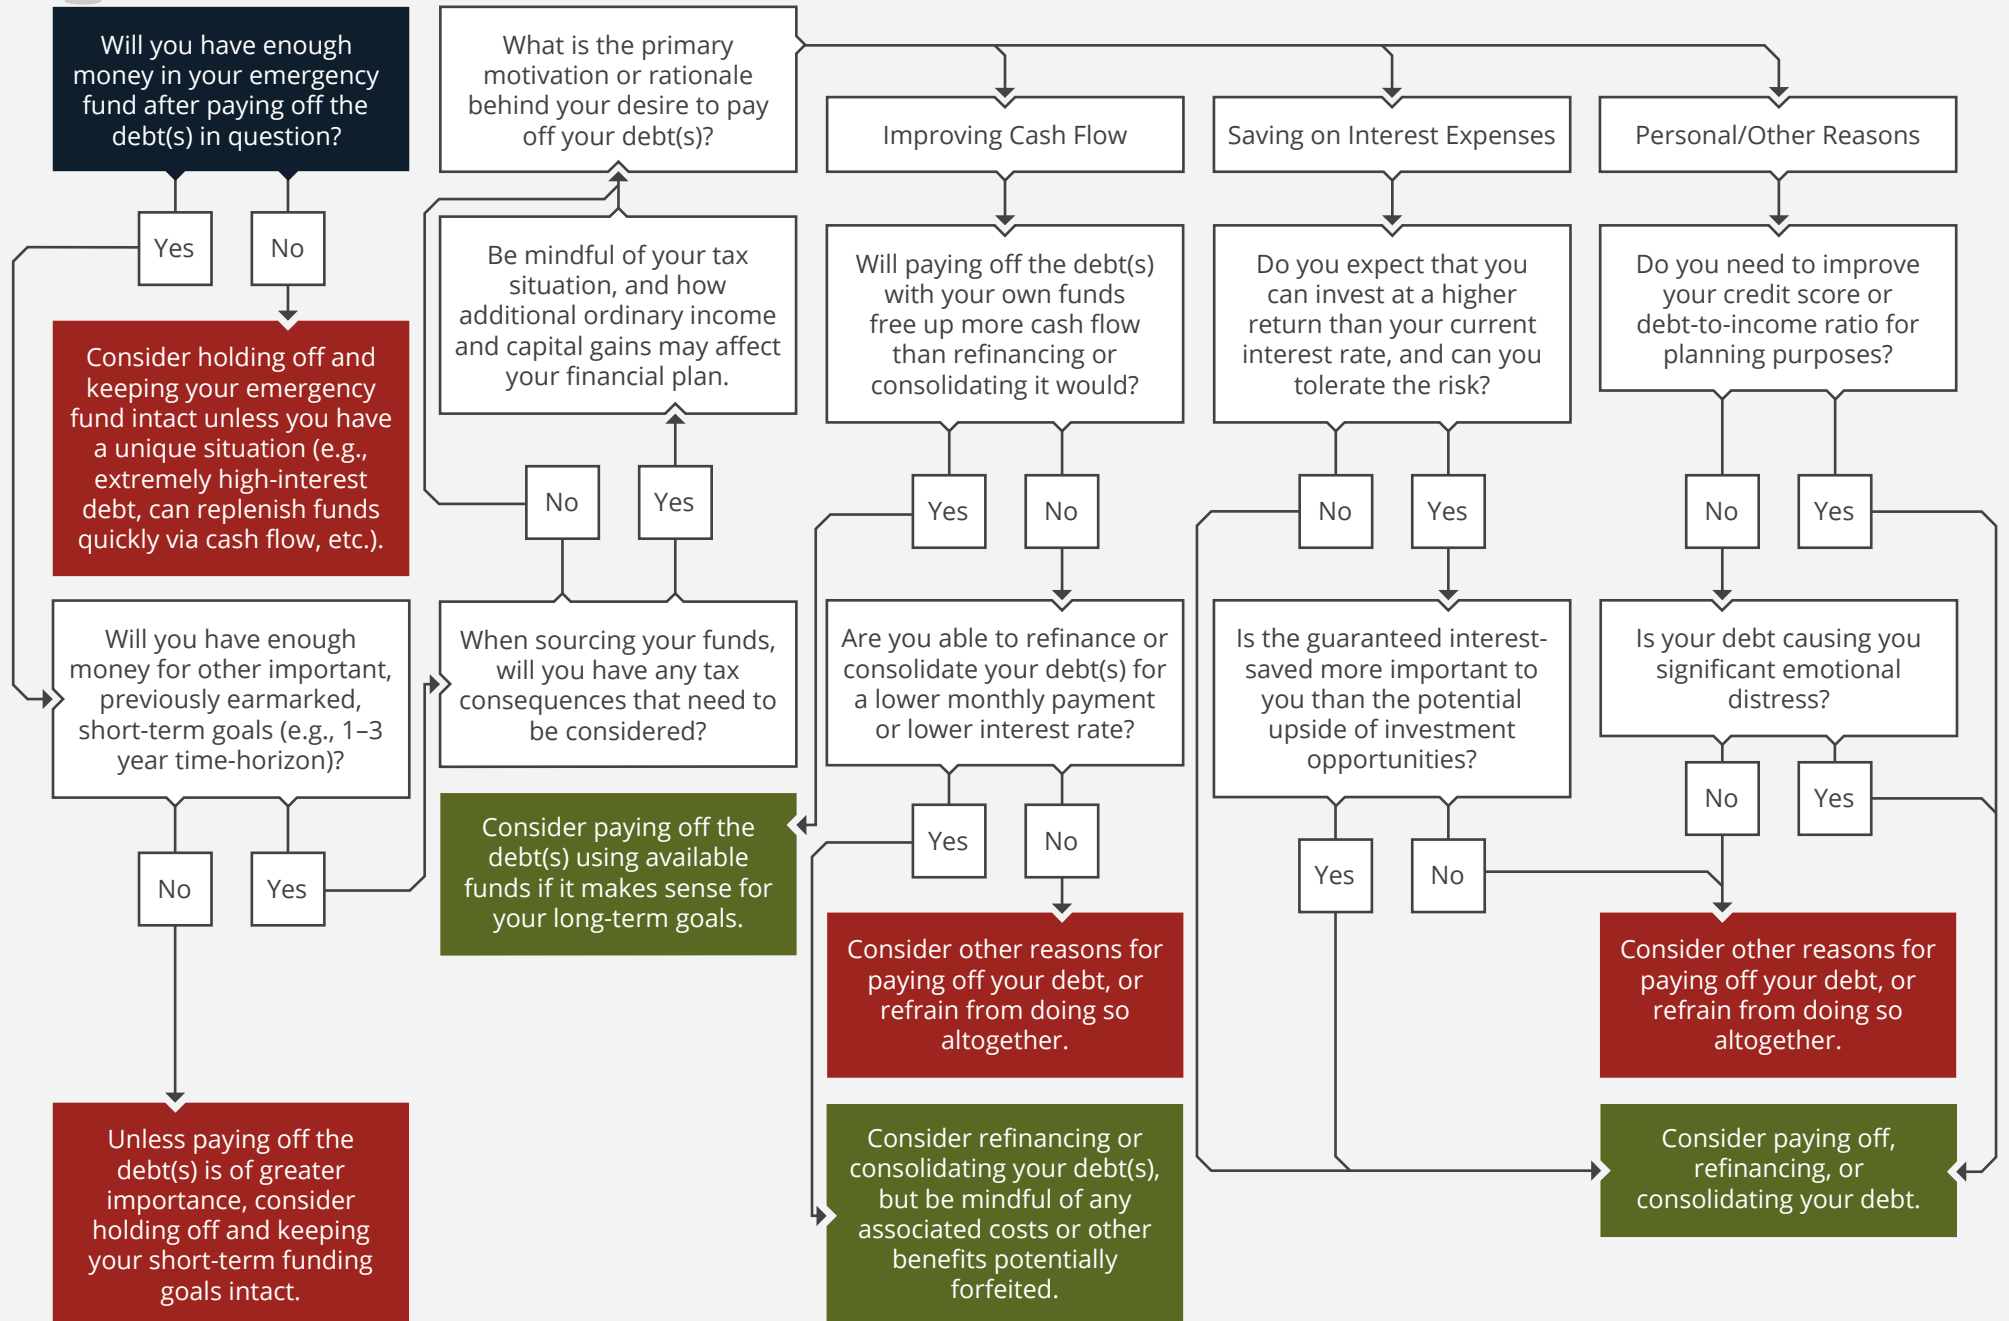 Will you have enough
money in your emergency
fund after paying off the
debt(s) in question?
Yes
No
Consider holding off and
keeping your emergency
fund intact unless you have
a unique situation (e.g.,
extremely high-interest
debt, can replenish funds
quickly via cash flow, etc.).
Will you have enough
money for other important,
previously earmarked,
short-term goals (e.g., 1–3
year time-horizon)?
No
Yes
Unless paying off the
debt(s) is of greater
importance, consider
holding off and keeping
your short-term funding
goals intact.
What is the primary
motivation or rationale
behind your desire to pay
off your debt(s)?
Be mindful of your tax
situation, and how
additional ordinary income
and capital gains may affect
your financial plan.
No
Yes
When sourcing your funds,
will you have any tax
consequences that need to
be considered?
Consider paying off the
debt(s) using available
funds if it makes sense for
your long-term goals.
Improving Cash Flow
Will paying off the debt(s)
with your own funds
free up more cash flow
than refinancing or
consolidating it would?
Yes
No
Are you able to refinance or
consolidate your debt(s) for
a lower monthly payment
or lower interest rate?
Yes
No
Consider other reasons for
paying off your debt, or
refrain from doing so
altogether.
Consider refinancing or
consolidating your debt(s),
but be mindful of any
associated costs or other
benefits potentially
forfeited.
Saving on Interest Expenses
Do you expect that you
can invest at a higher
return than your current
interest rate, and can you
tolerate the risk?
No
Yes
Is the guaranteed interest-
saved more important to
you than the potential
upside of investment
opportunities?
Yes
No
Personal/Other Reasons
Do you need to improve
your credit score or
debt-to-income ratio for
planning purposes?
No
Yes
Is your debt causing you
significant emotional
distress?
No
Yes
Consider other reasons for
paying off your debt, or
refrain from doing so
altogether.
Consider paying off,
refinancing, or
consolidating your debt.